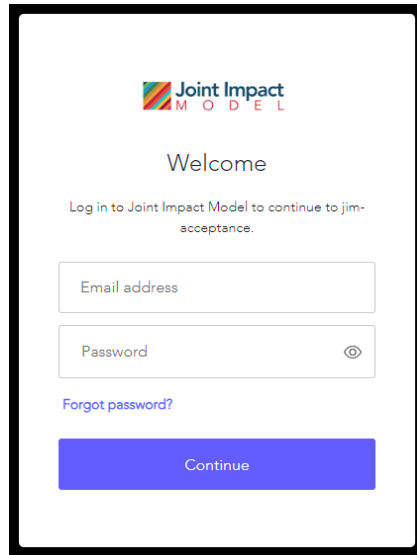 Joint Impact
MODEL
Welcome
Log in to Joint Impact Model to continue to jim-
acceptance.
Email address
Password
Forgot password?
Continue